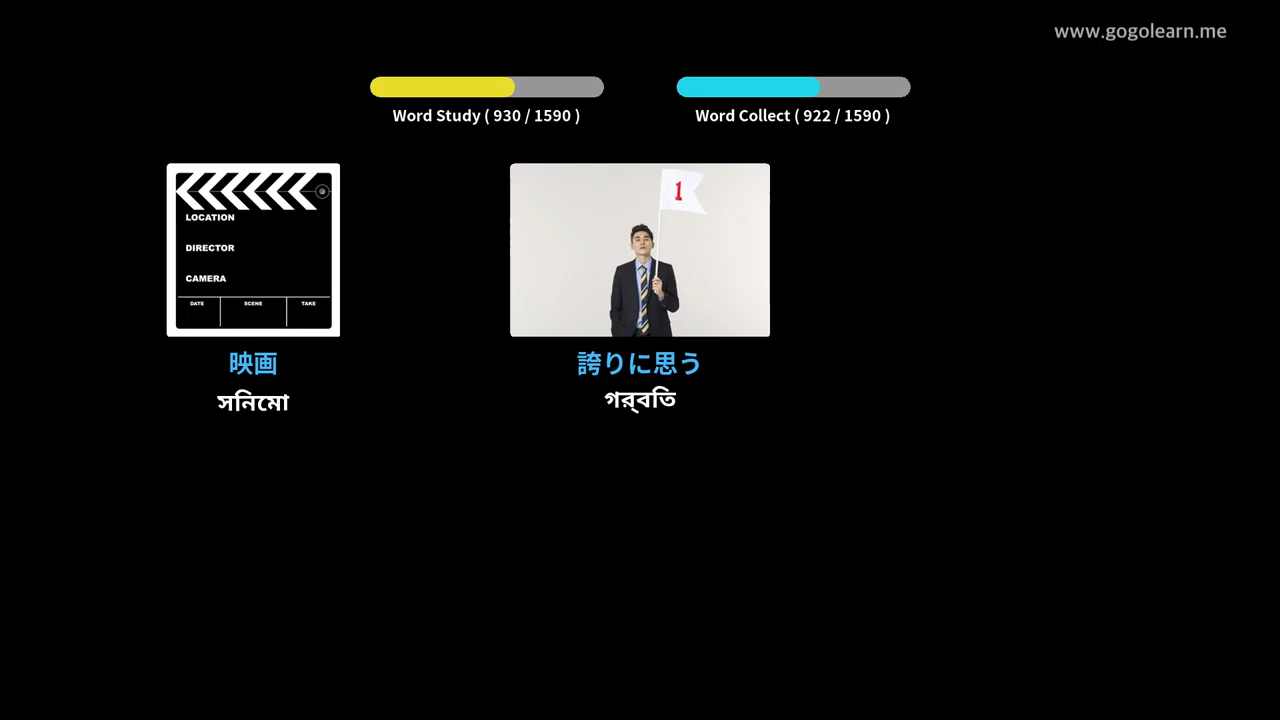 www.gogolearn.me
Word Study ( 930 / 1590 )
Word Collect ( 922 / 1590 )
LOCATION
DIRECTOR
CAMERA
DATE SCENE TAKE
1
映画
誇りに思う
সিনেমা
গর্বিত